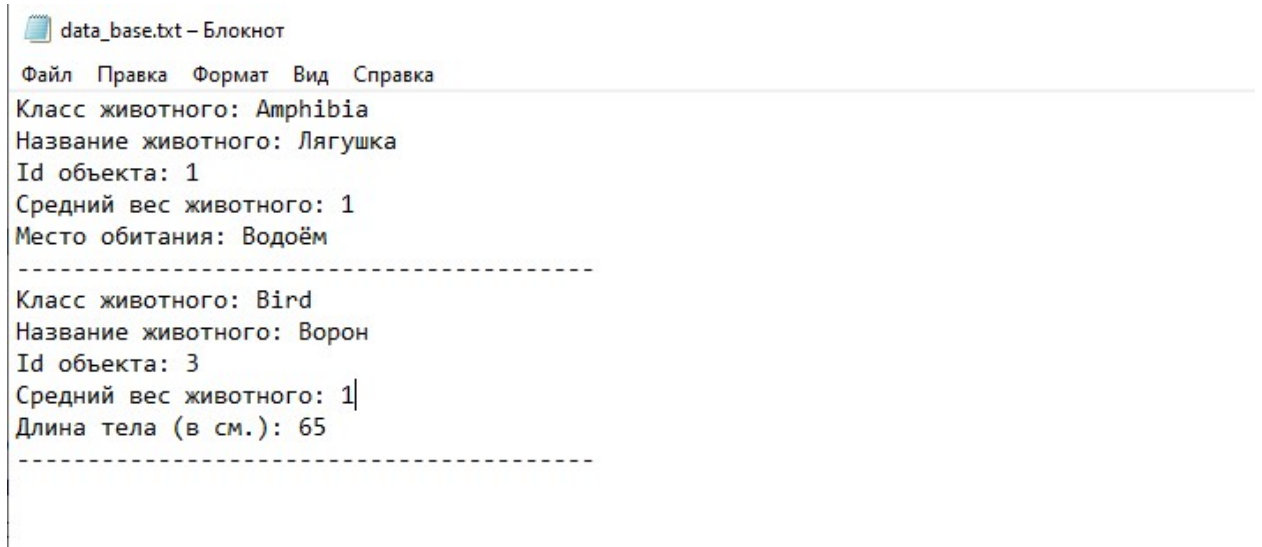 data_base.txt – Блокнот
Файл Правка Формат Вид Справка
Класс животного: Amphibia
Название животного: Лягушка
Id объекта: 1
Средний вес животного: 1
Место обитания: Водоём
-----------------------------------------
Класс животного: Bird
Название животного: Ворон
Id объекта: 3
Средний вес животного: 1
Длина тела (в см.): 65
-----------------------------------------